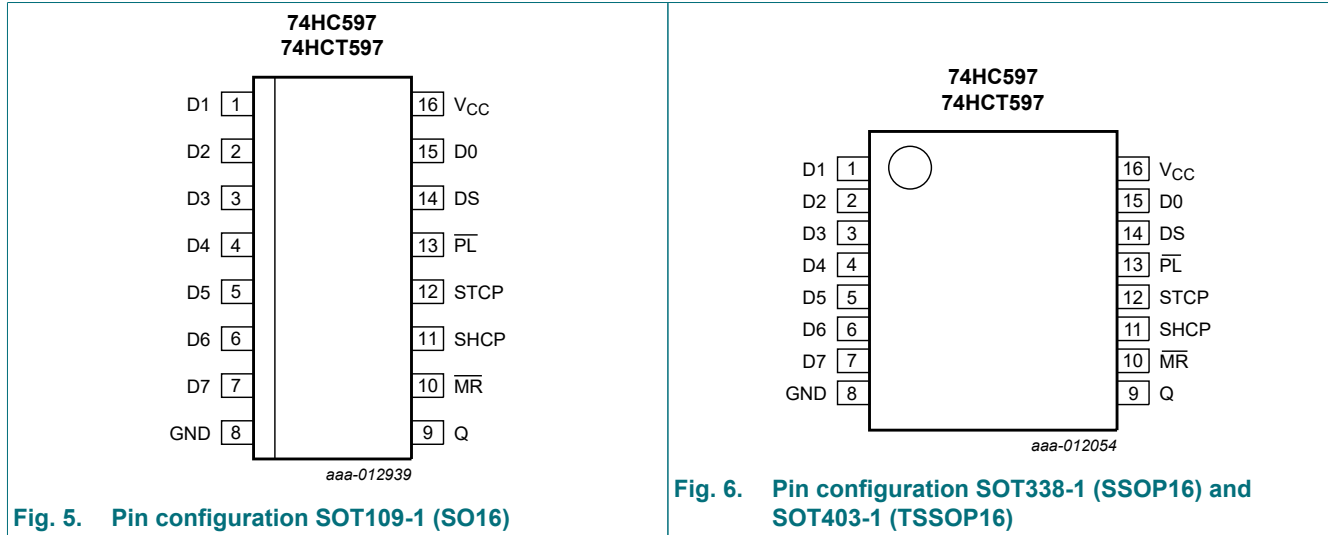 74HC597
74HCT597
D1 1 16 VCC
D2 2 15 D0
D3 3 14 DS
D4 4 13 P̅L̅
D5 5 12 STCP
D6 6 11 SHCP
D7 7 10 M̅R̅
GND 8 9 Q
aaa-012939
Fig. 5. Pin configuration SOT109-1 (SO16)
74HC597
74HCT597
D1 1 16 VCC
D2 2 15 D0
D3 3 14 DS
D4 4 13 P̅L̅
D5 5 12 STCP
D6 6 11 SHCP
D7 7 10 M̅R̅
GND 8 9 Q
aaa-012054
Fig. 6. Pin configuration SOT338-1 (SSOP16) and
SOT403-1 (TSSOP16)